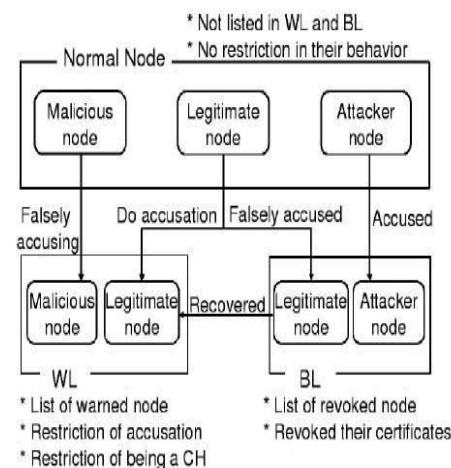 * Not listed in WL and BL
* No restriction in their behavior
Normal Node
Malicious
node
Legitimate
node
Attacker
node
Falsely
accusing
Do accusation
Falsely accused
Accused
Malicious
node
Legitimate
node
Recovered
Legitimate
node
Attacker
node
WL
* List of warned node
* Restriction of accusation
* Restriction of being a CH
BL
* List of revoked node
* Revoked their certificates